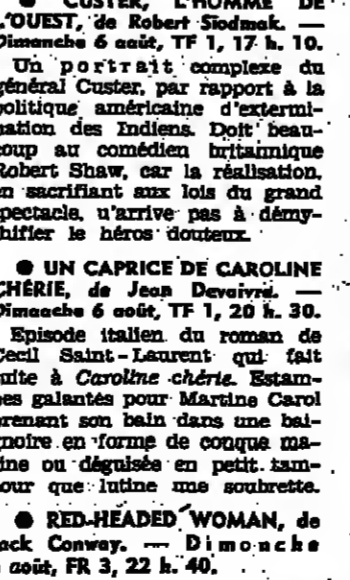 CUSTER, L'HOMME DE
L'OUEST, de Robert Siodmak. —
Dimanche 6 août, TF 1, 17 h. 10.
Un portrait complexe du
général Custer, par rapport à la
politique américaine d'extermi-
nation des Indiens. Doit beau-
coup au comédien britannique
Robert Shaw, car la réalisation,
en sacrifiant aux lois du grand
spectacle, n'arrive pas à démy-
thifier le héros douteux.
● UN CAPRICE DE CAROLINE
CHÉRIE, de Jean Devaivre. —
Dimanche 6 août, TF 1, 20 h. 30.
Episode italien du roman de
Cecil Saint-Laurent qui fait
suite à Caroline chérie. Estam-
pes galantes pour Martine Carol
prenant son bain dans une bai-
gnoire en forme de conque ma-
rine ou déguisée en petit tam-
bour que lutine une soubrette.
● RED-HEADED WOMAN, de
Jack Conway. — Dimanche
6 août, FR 3, 22 h. 40.